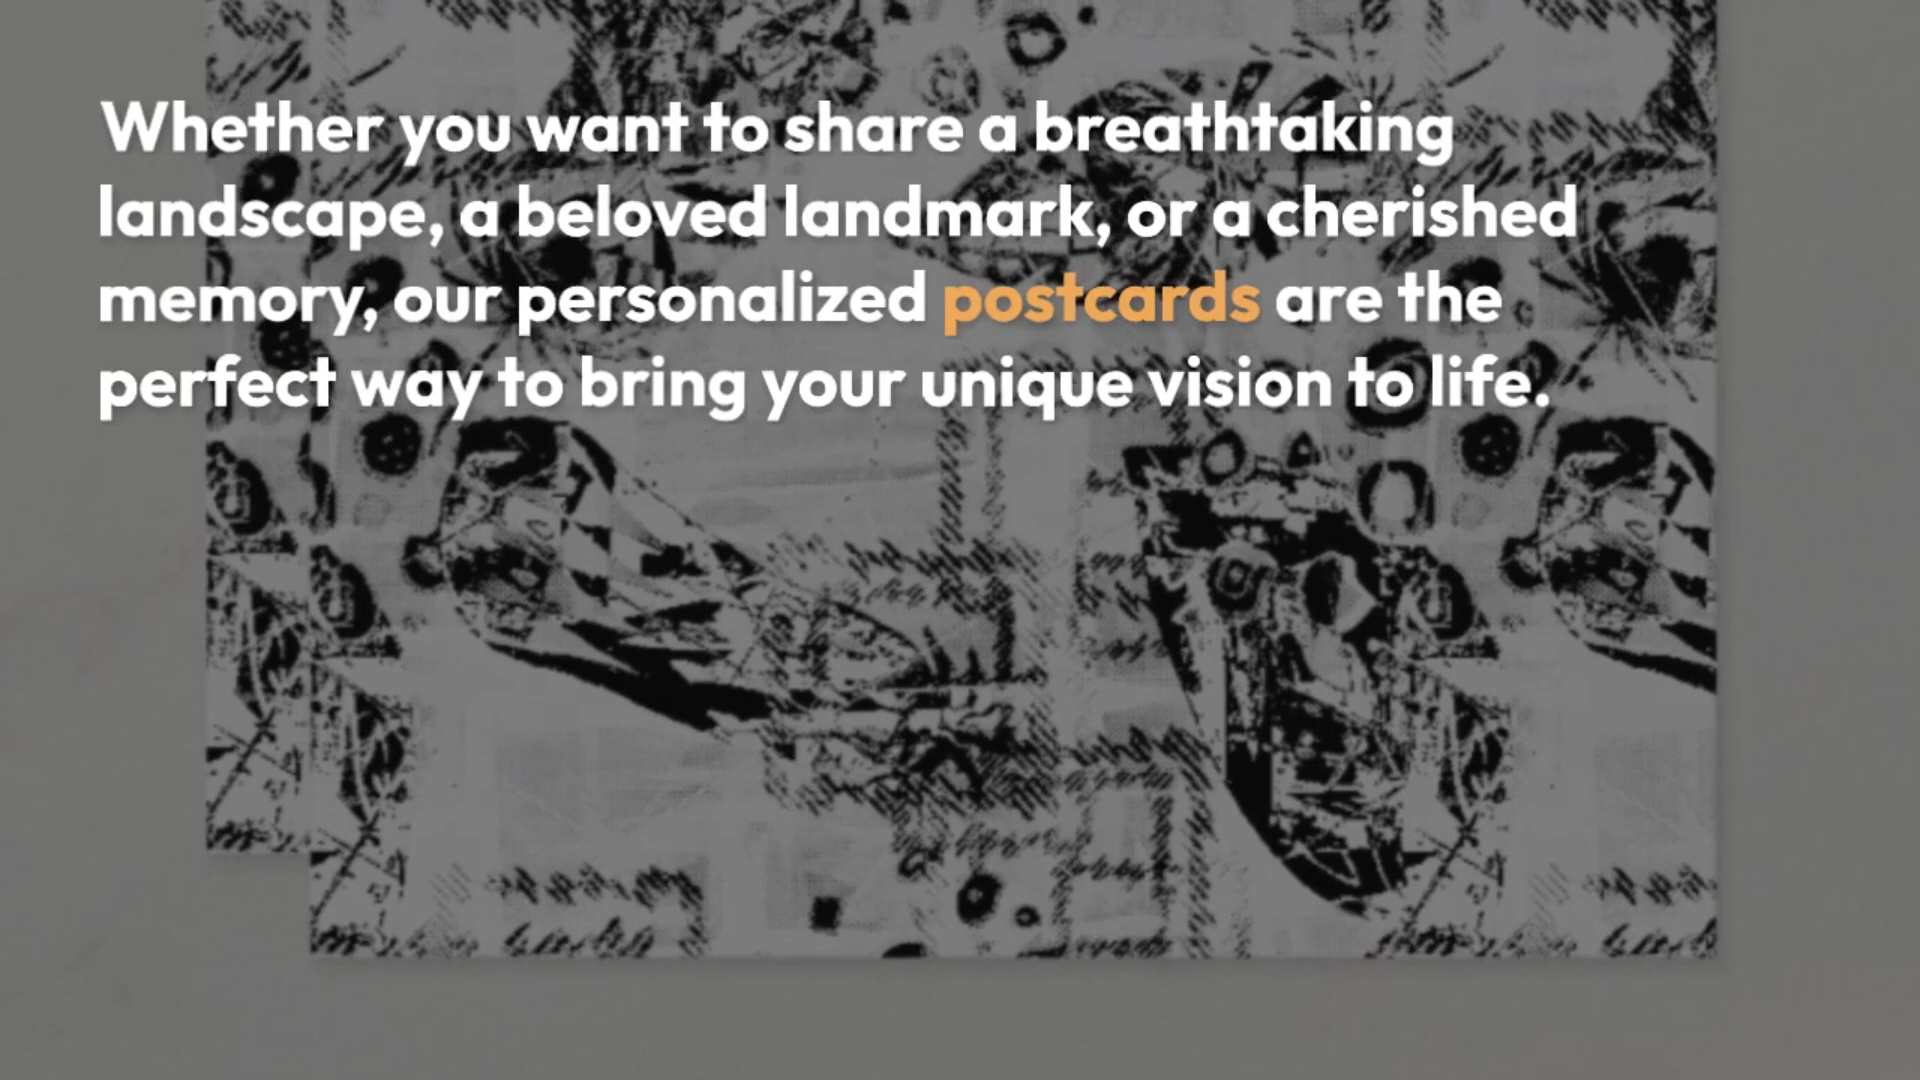 Whether you want to share a breathtaking
landscape, a beloved landmark, or a cherished
memory, our personalized postcards are the
perfect way to bring your unique vision to life.